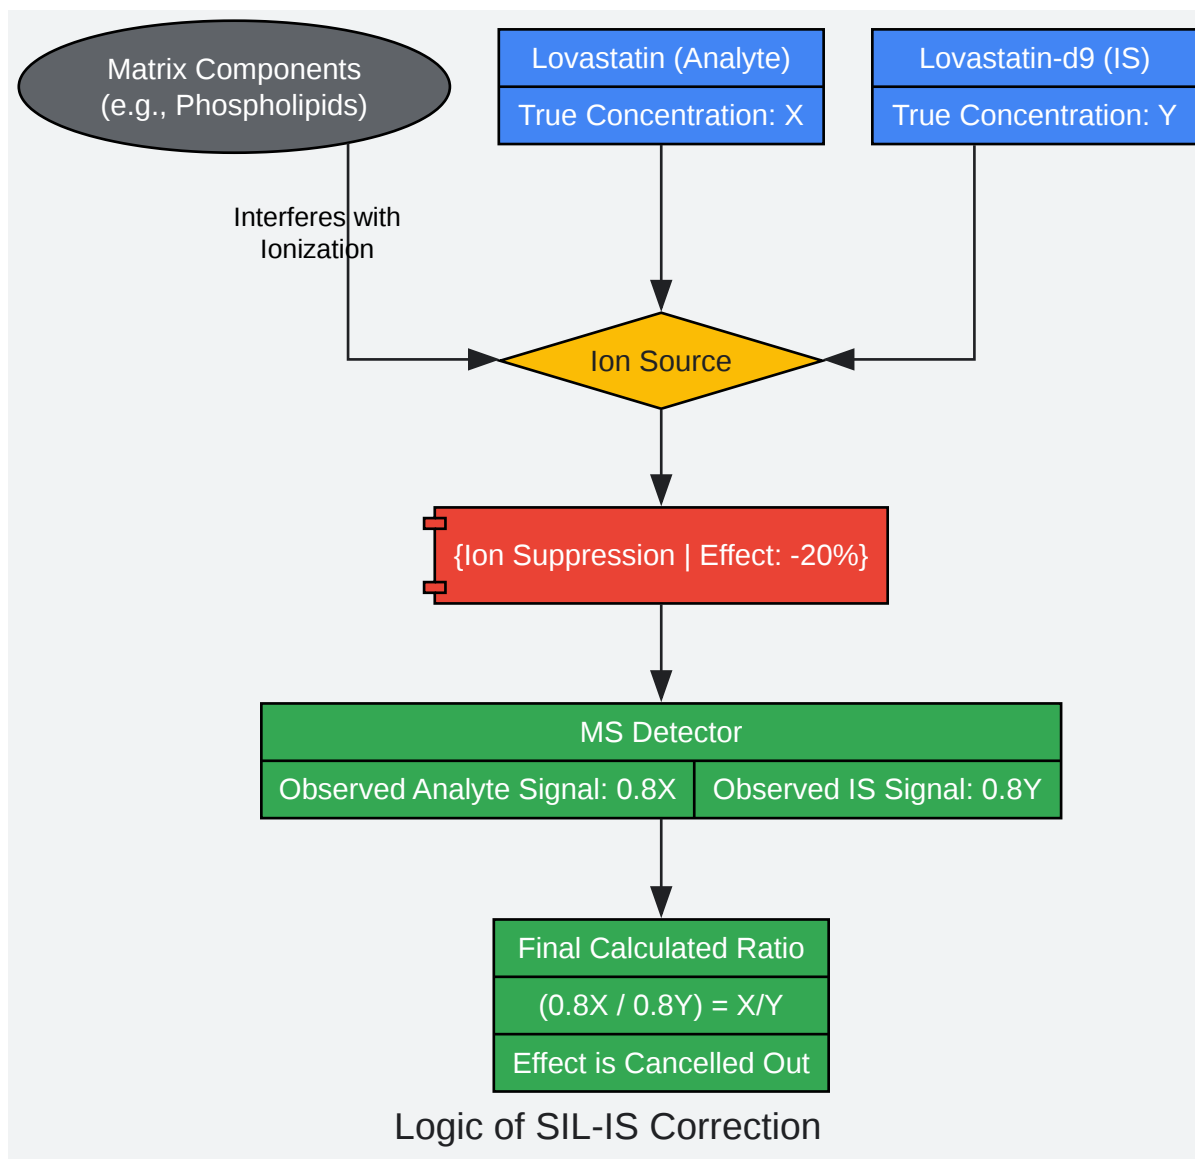 Matrix Components
(e.g., Phospholipids)
Lovastatin (Analyte)
True Concentration: X
Lovastatin-d9 (IS)
True Concentration: Y
Interferes with
Ionization
Ion Source
{Ion Suppression | Effect: -20%}
MS Detector
Observed Analyte Signal: 0.8X
Observed IS Signal: 0.8Y
Final Calculated Ratio
(0.8X / 0.8Y) = X/Y
Effect is Cancelled Out
Logic of SIL-IS Correction